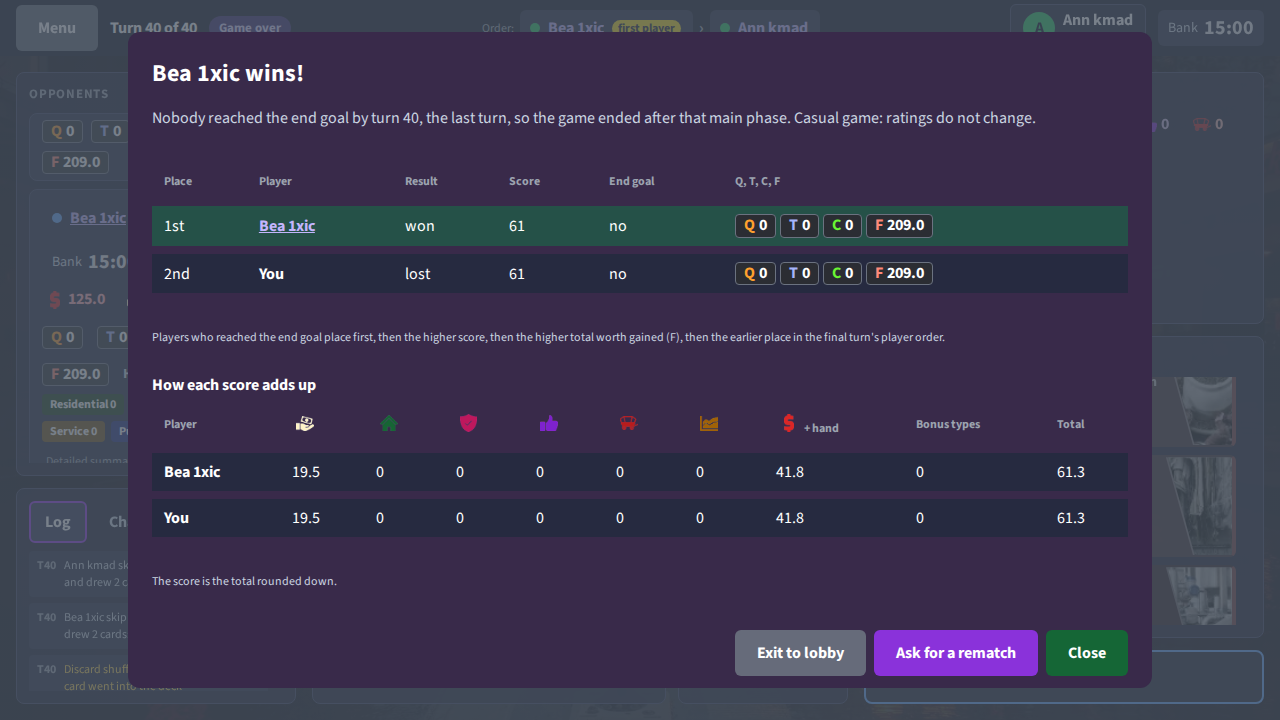 Menu
Turn 40 of 40
Game over
Order:
Bea 1xic
first player
›
Ann kmad
A
Ann kmad
Bank 15:00
Bea 1xic wins!
Nobody reached the end goal by turn 40, the last turn, so the game ended after that main phase. Casual game: ratings do not change.
Place Player Result Score End goal Q, T, C, F
1st Bea 1xic won 61 no Q 0 T 0 C 0 F 209.0
2nd You lost 61 no Q 0 T 0 C 0 F 209.0
Players who reached the end goal place first, then the higher score, then the higher total worth gained (F), then the earlier place in the final turn's player order.
How each score adds up
Player + hand Bonus types Total
Bea 1xic 19.5 0 0 0 0 0 41.8 0 61.3
You 19.5 0 0 0 0 0 41.8 0 61.3
The score is the total rounded down.
Exit to lobby
Ask for a rematch
Close
OPPONENTS
Q 0 T 0
F 209.0
Bea 1xic
Bank 15:0
$ 125.0
Q 0 T 0
F 209.0
Residential 0
Service 0
Log
T40 Ann kmad
T40 Bea 1xic skip
drew 2 cards
T40
card went into the deck
0 0